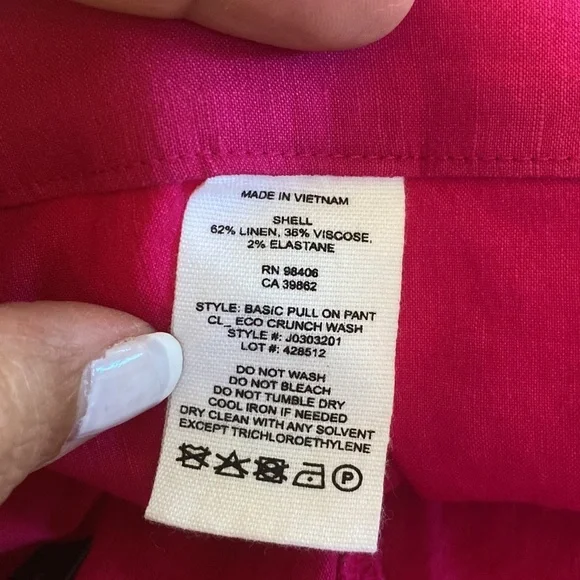 MADE IN VIETNAM
SHELL
62% LINEN, 36% VISCOSE,
2% ELASTANE
RN 98406
CA 39862
STYLE: BASIC PULL ON PANT
CL_ ECO CRUNCH WASH
STYLE #: J0303201
LOT #: 428512
DO NOT WASH
DO NOT BLEACH
DO NOT TUMBLE DRY
COOL IRON IF NEEDED
DRY CLEAN WITH ANY SOLVENT
EXCEPT TRICHLOROETHYLENE
P